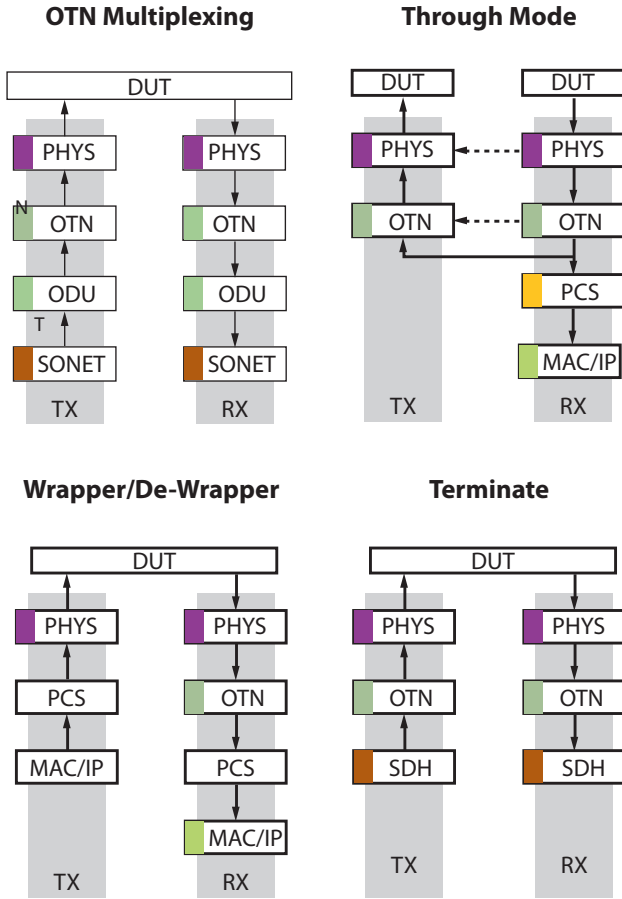 OTN Multiplexing
DUT
PHYS
PHYS
N
OTN
OTN
ODU
ODU
T
SONET
SONET
TX
RX
Through Mode
DUT
DUT
PHYS
PHYS
OTN
OTN
PCS
MAC/IP
TX
RX
Wrapper/De-Wrapper
DUT
PHYS
PHYS
PCS
OTN
MAC/IP
PCS
MAC/IP
TX
RX
Terminate
DUT
PHYS
PHYS
OTN
OTN
SDH
SDH
TX
RX